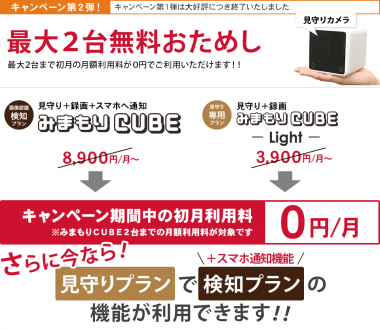 キャンペーン第2弾! キャンペーン第1弾は大好評につき終了いたしました
見守りカメラ
最大2台無料おためし
最大2台まで初月の月額利用料が0円でご利用いただけます!!
画像認識
検知
プラン
見守り+録画+スマホへ通知
みまもりCUBE
8,900円/月~
見守り
専用
プラン
見守り+録画
みまもりCUBE
― Light ―
3,900円/月~
キャンペーン期間中の初月利用料
※みまもりCUBE2台までの月額利用料が対象です
0円/月
さらに今なら!
\+スマホ通知機能/
見守りプランで検知プランの
機能が利用できます!!